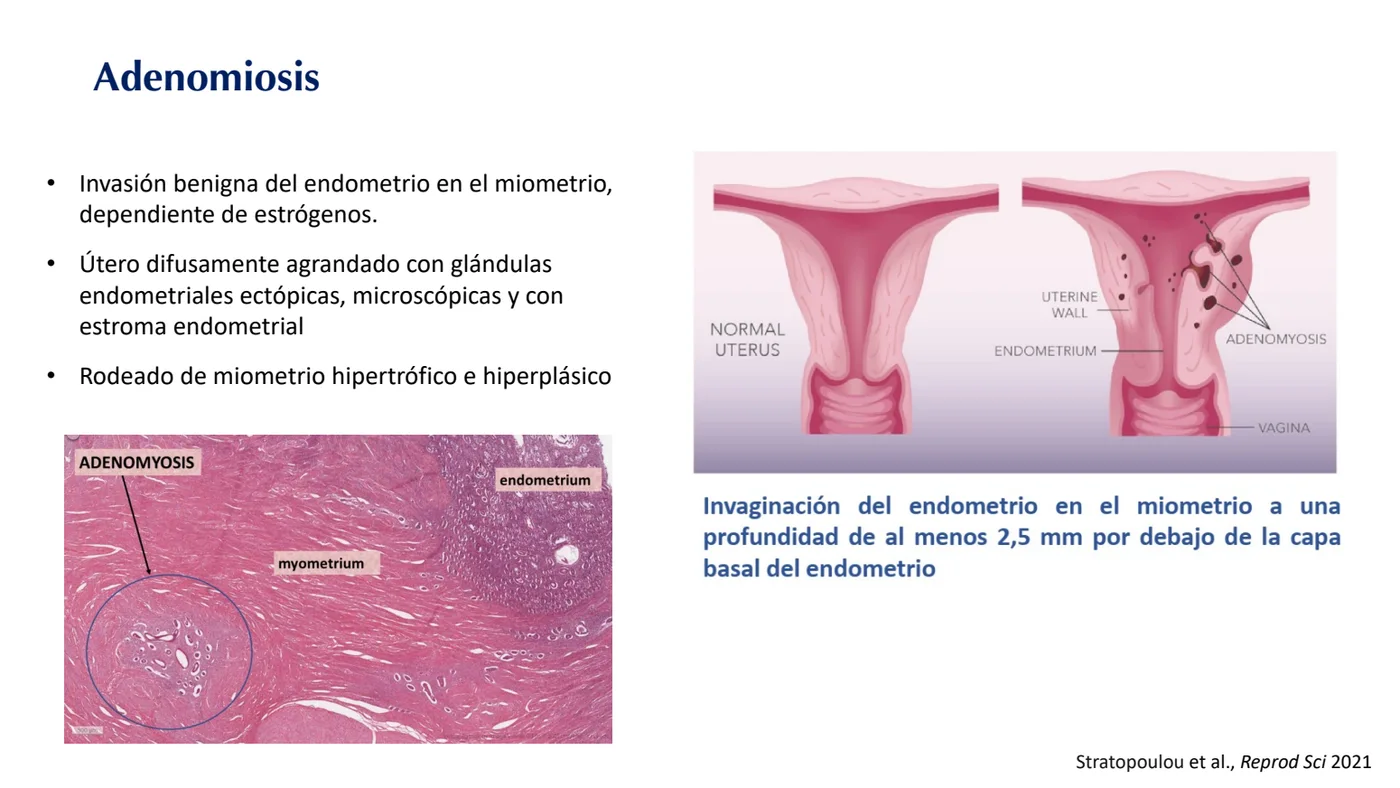 Adenomiosis
• Invasión benigna del endometrio en el miometrio,
dependiente de estrógenos.
• Útero difusamente agrandado con glándulas
endometriales ectópicas, microscópicas y con
estroma endometrial
• Rodeado de miometrio hipertrófico e hiperplásico
ADENOMYOSIS
endometrium
myometrium
NORMAL
UTERUS
UTERINE
WALL
ENDOMETRIUM
ADENOMYOSIS
VAGINA
Invaginación del endometrio en el miometrio a una
profundidad de al menos 2,5 mm por debajo de la capa
basal del endometrio
Stratopoulou et al., Reprod Sci 2021